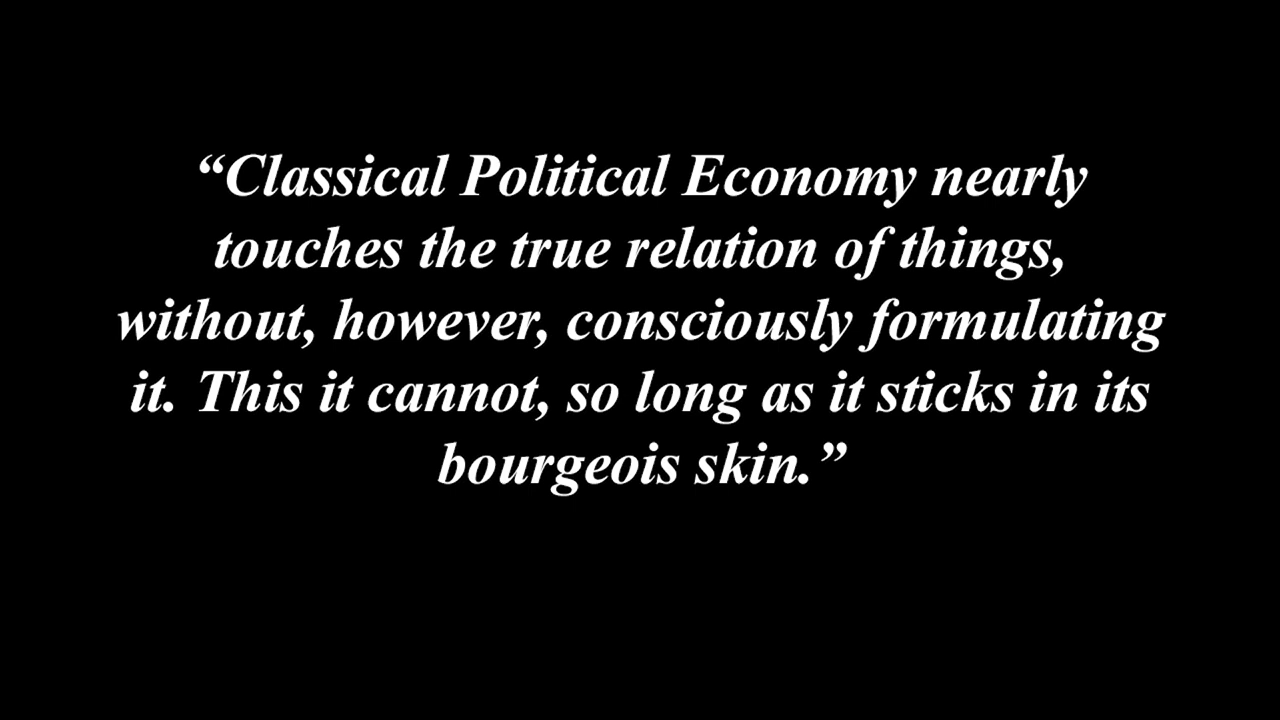 “Classical Political Economy nearly
touches the true relation of things,
without, however, consciously formulating
it. This it cannot, so long as it sticks in its
bourgeois skin.”